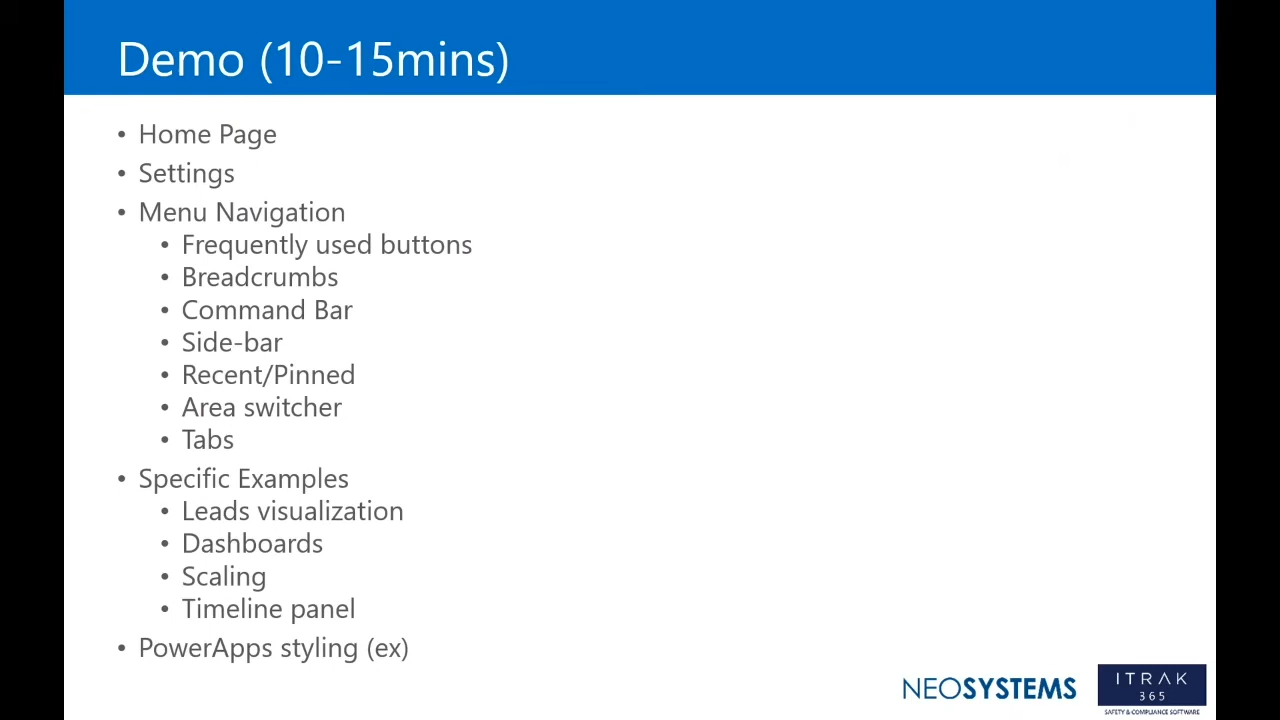 Demo (10-15mins)
• Home Page
• Settings
• Menu Navigation
• Frequently used buttons
• Breadcrumbs
• Command Bar
• Side-bar
• Recent/Pinned
• Area switcher
• Tabs
• Specific Examples
• Leads visualization
• Dashboards
• Scaling
• Timeline panel
• PowerApps styling (ex)
NEOSYSTEMS
ITRAK
365
SAFETY & COMPLIANCE SOFTWARE